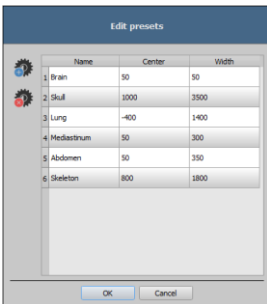 Edit presets
Name Center Width
1 Brain 50 50
2 Skull 1000 3500
3 Lung -400 1400
4 Mediastinum 50 300
5 Abdomen 50 350
6 Skeleton 800 1800
OK Cancel